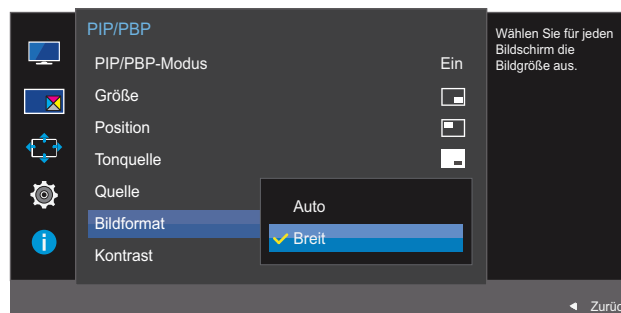 PIP/PBP
PIP/PBP-Modus Ein
Größe
Position
Tonquelle
Quelle
Bildformat
Kontrast
Auto
Breit
Wählen Sie für jeden
Bildschirm die
Bildgröße aus.
Zurüc